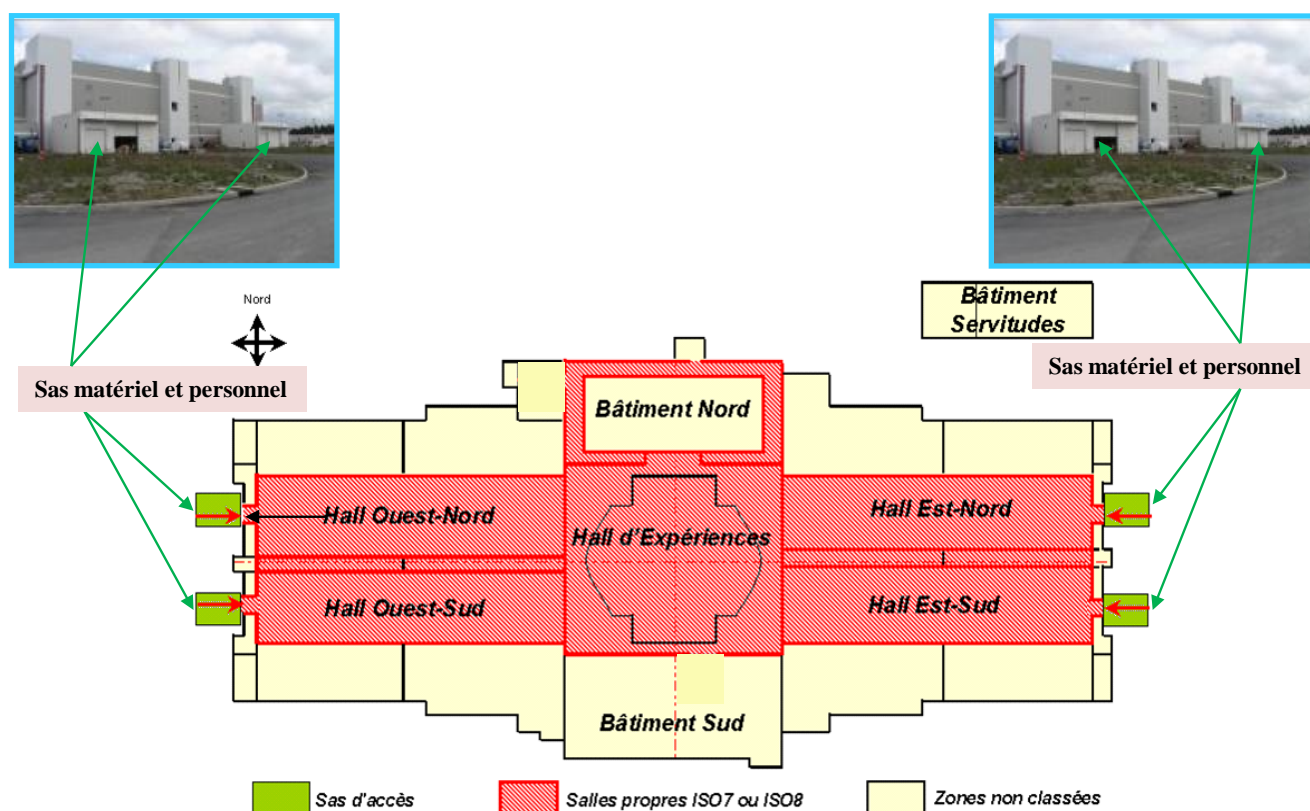 Nord
Bâtiment
Servitudes
Sas matériel et personnel
Sas matériel et personnel
Bâtiment Nord
Hall Ouest-Nord
Hall Est-Nord
Hall d'Expériences
Hall Ouest-Sud
Hall Est-Sud
Bâtiment Sud
Sas d'accès
Salles propres ISO7 ou ISO8
Zones non classées